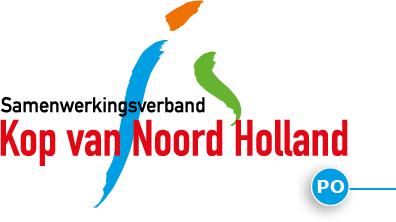 Samenwerkingsverband
Kop van Noord Holland
PO